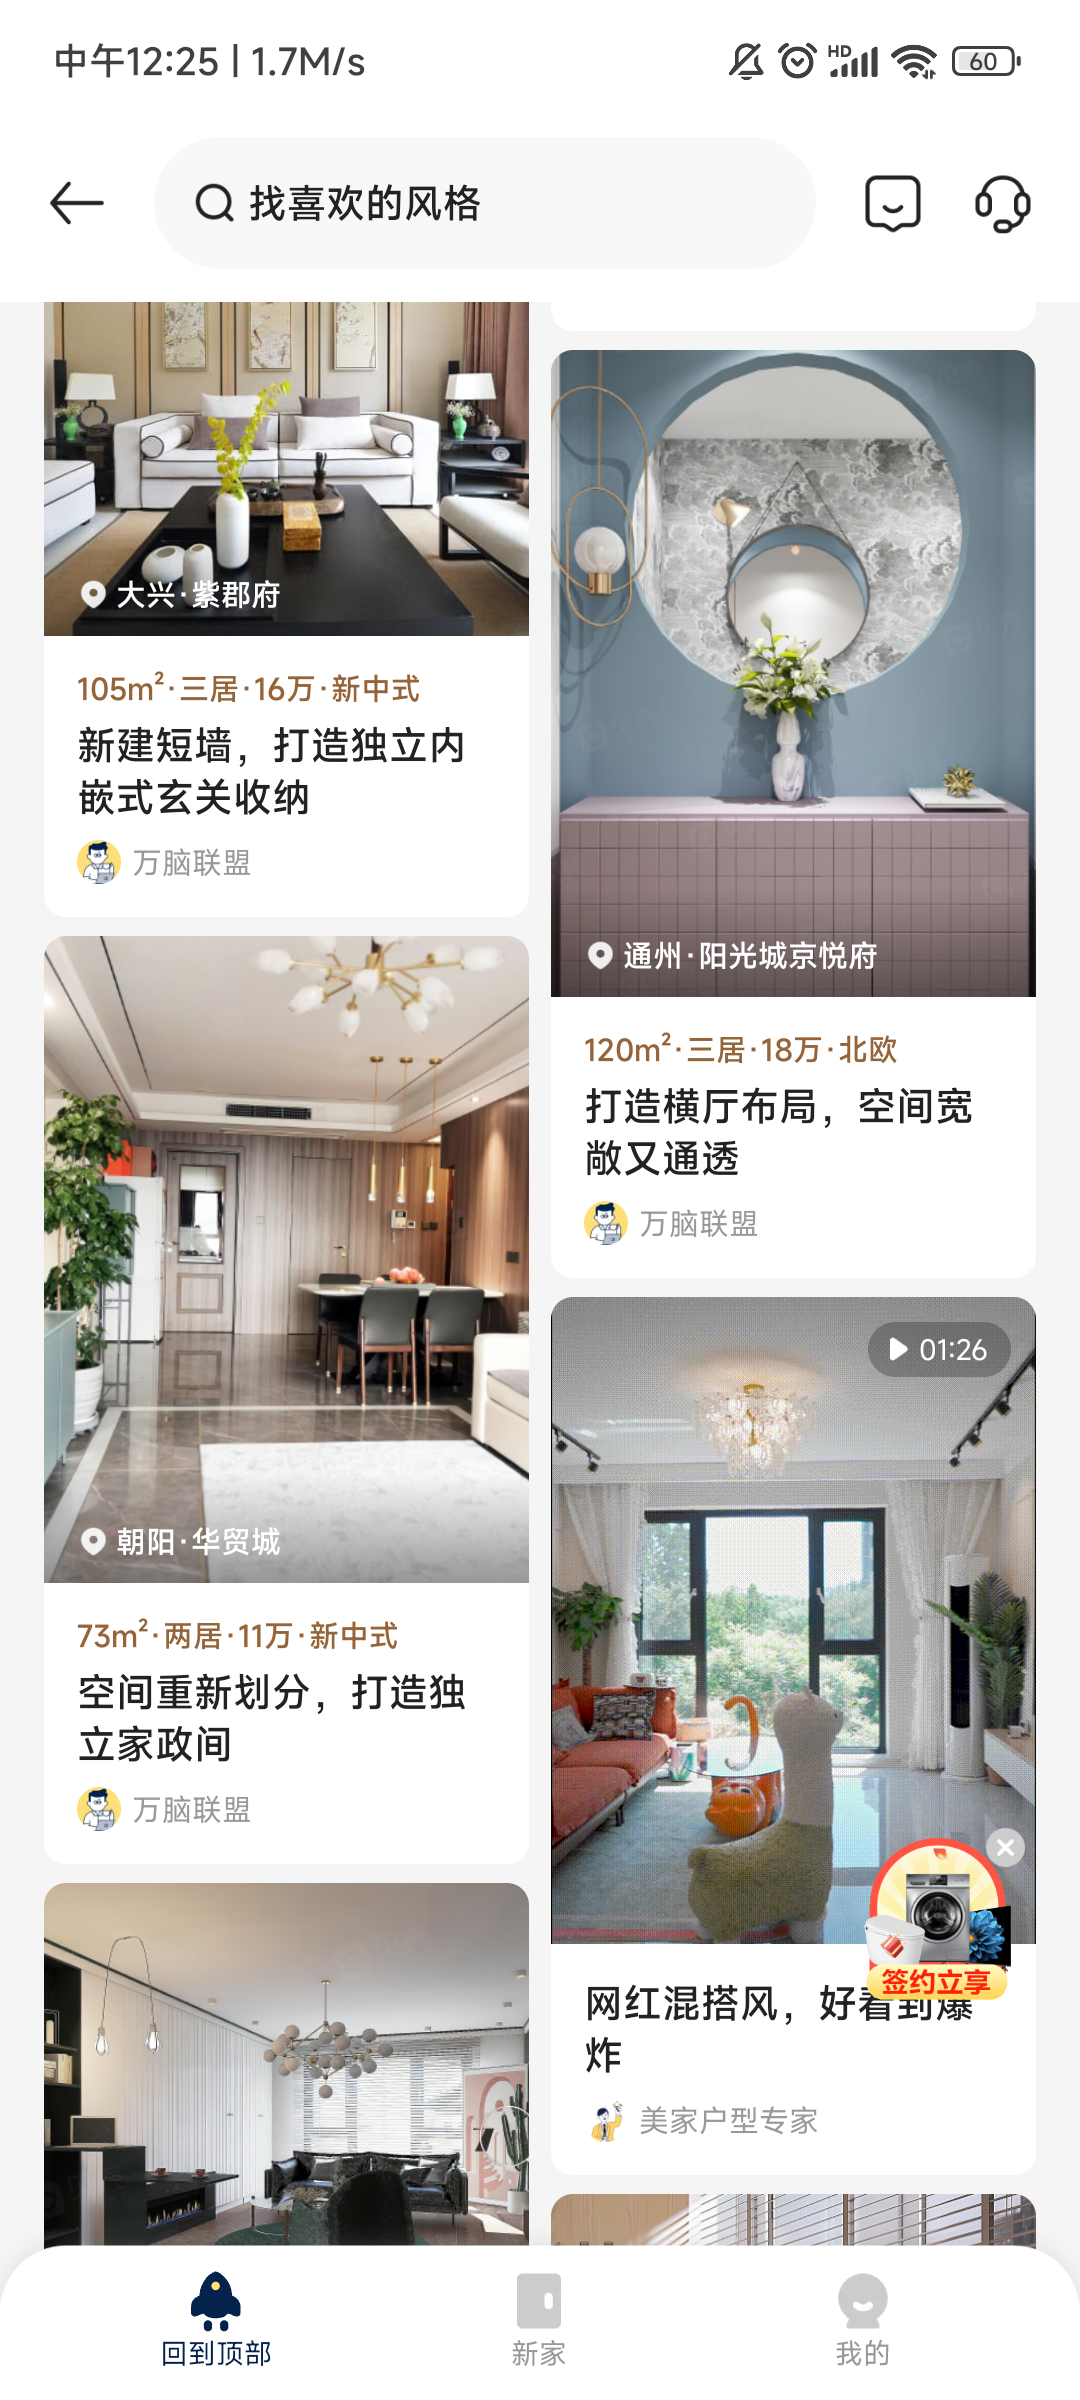 中午12:25 | 1.7M/s
HD
60
找喜欢的风格
大兴·紫郡府
105m²·三居·16万·新中式
新建短墙，打造独立内
嵌式玄关收纳
万脑联盟
通州·阳光城京悦府
120m²·三居·18万·北欧
打造横厅布局，空间宽
敞又通透
万脑联盟
朝阳·华贸城
73m²·两居·11万·新中式
空间重新划分，打造独
立家政间
万脑联盟
01:26
签约立享
网红混搭风，好看到爆
炸
美家户型专家
回到顶部
新家
我的